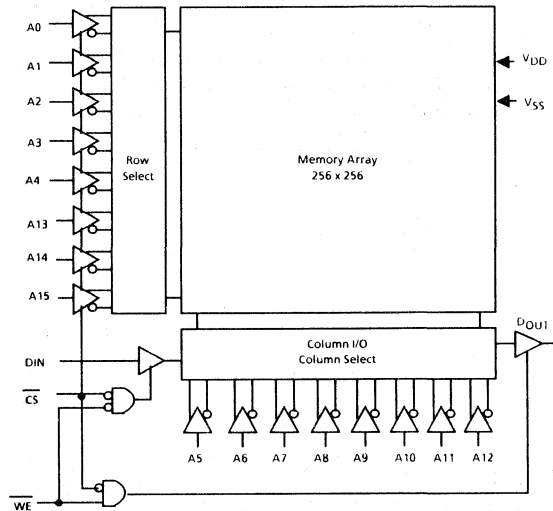 A0
A1
A2
A3
A4
A13
A14
A15
Row
Select
Memory Array
256 x 256
VDD
VSS
DIN
Column I/O
Column Select
DOUT
CS
A5 A6 A7 A8 A9 A10 A11 A12
WE